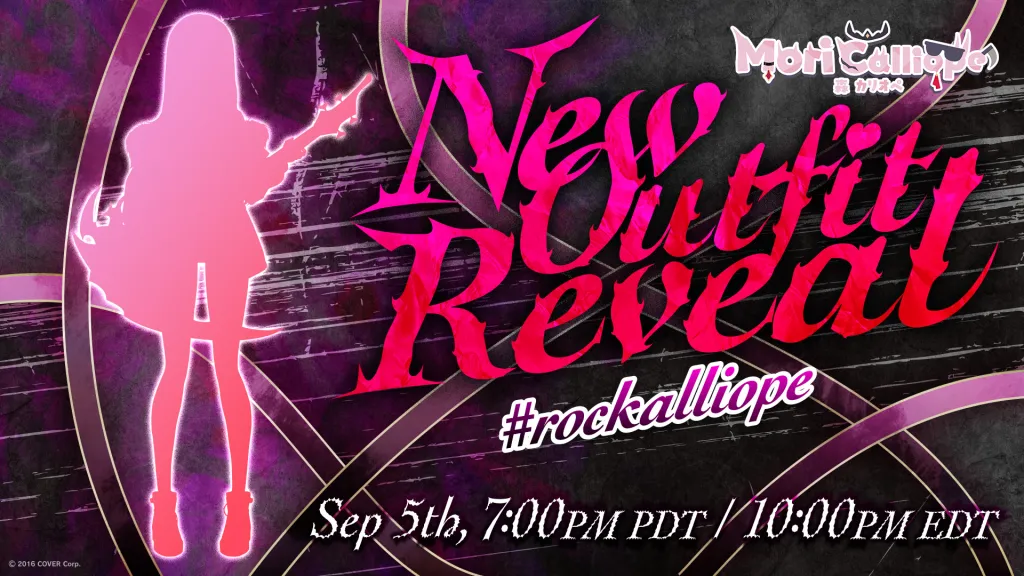 Mori Calliope
森 カリオペ
New
Outfit
Reveal
#rockalliope
Sep 5th, 7:00PM PDT / 10:00PM EDT
© 2016 COVER Corp.